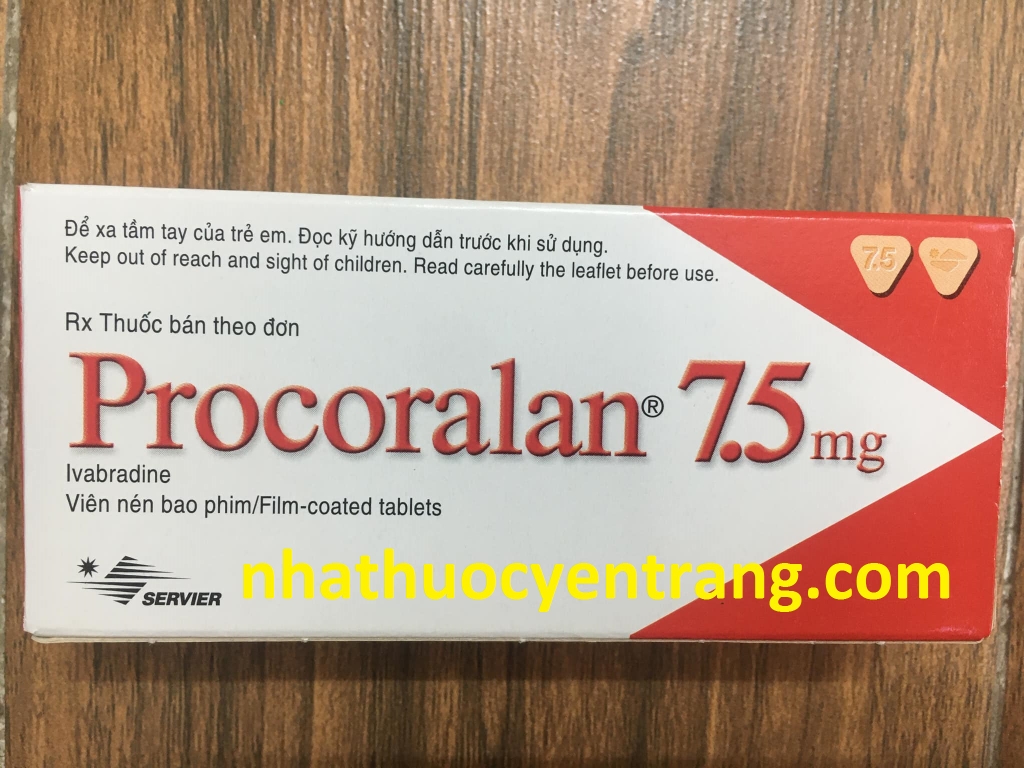 Để xa tầm tay của trẻ em. Đọc kỹ hướng dẫn trước khi sử dụng.
Keep out of reach and sight of children. Read carefully the leaflet before use.
7.5
Rx Thuốc bán theo đơn
Procoralan® 7.5 mg
Ivabradine
Viên nén bao phim/Film-coated tablets
SERVIER
nhathuocyentrang.com